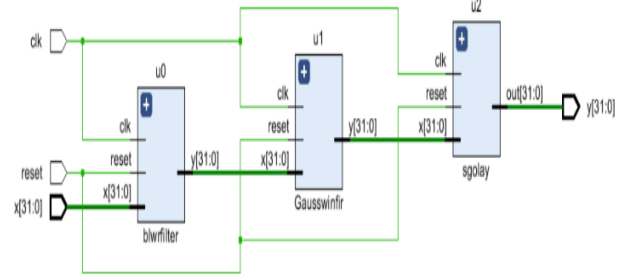 clk
reset
x[31:0]
u0
clk
reset
x[31:0]
y[31:0]
blwrfilter
u1
clk
reset
x[31:0]
y[31:0]
Gausswinfir
u2
clk
reset
x[31:0]
out[31:0]
sgolay
y[31:0]